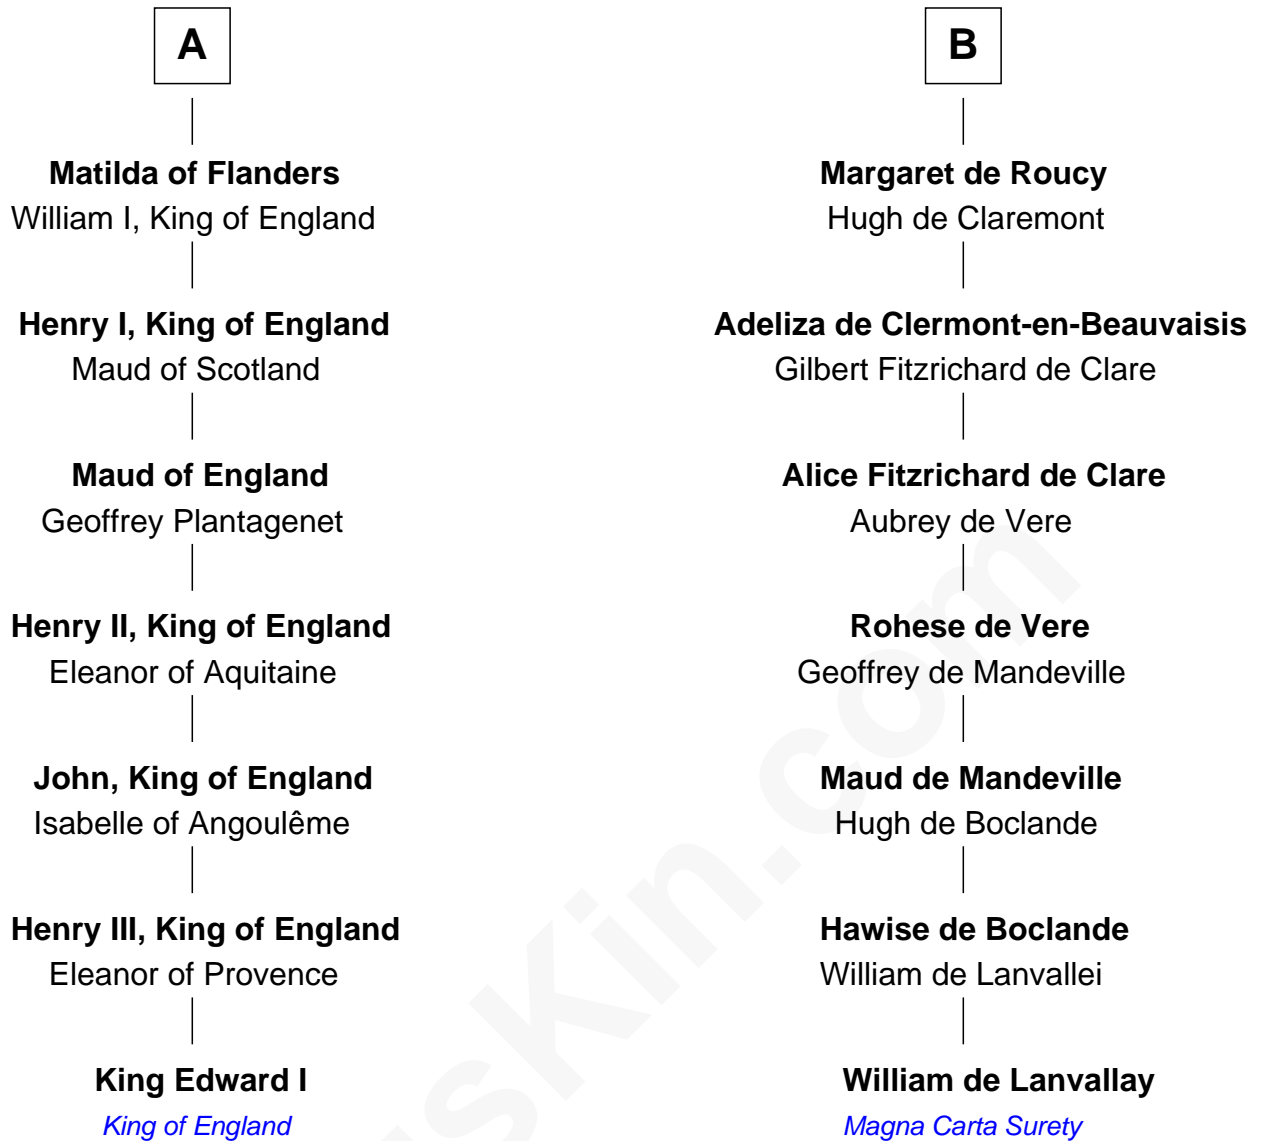 A
Matilda of Flanders
William I, King of England
Henry I, King of England
Maud of Scotland
Maud of England
Geoffrey Plantagenet
Henry II, King of England
Eleanor of Aquitaine
John, King of England
Isabelle of Angoulême
Henry III, King of England
Eleanor of Provence
King Edward I
King of England
B
Margaret de Roucy
Hugh de Claremont
Adeliza de Clermont-en-Beauvaisis
Gilbert Fitzrichard de Clare
Alice Fitzrichard de Clare
Aubrey de Vere
Rohese de Vere
Geoffrey de Mandeville
Maud de Mandeville
Hugh de Boclande
Hawise de Boclande
William de Lanvallei
William de Lanvallay
Magna Carta Surety
sKin.com